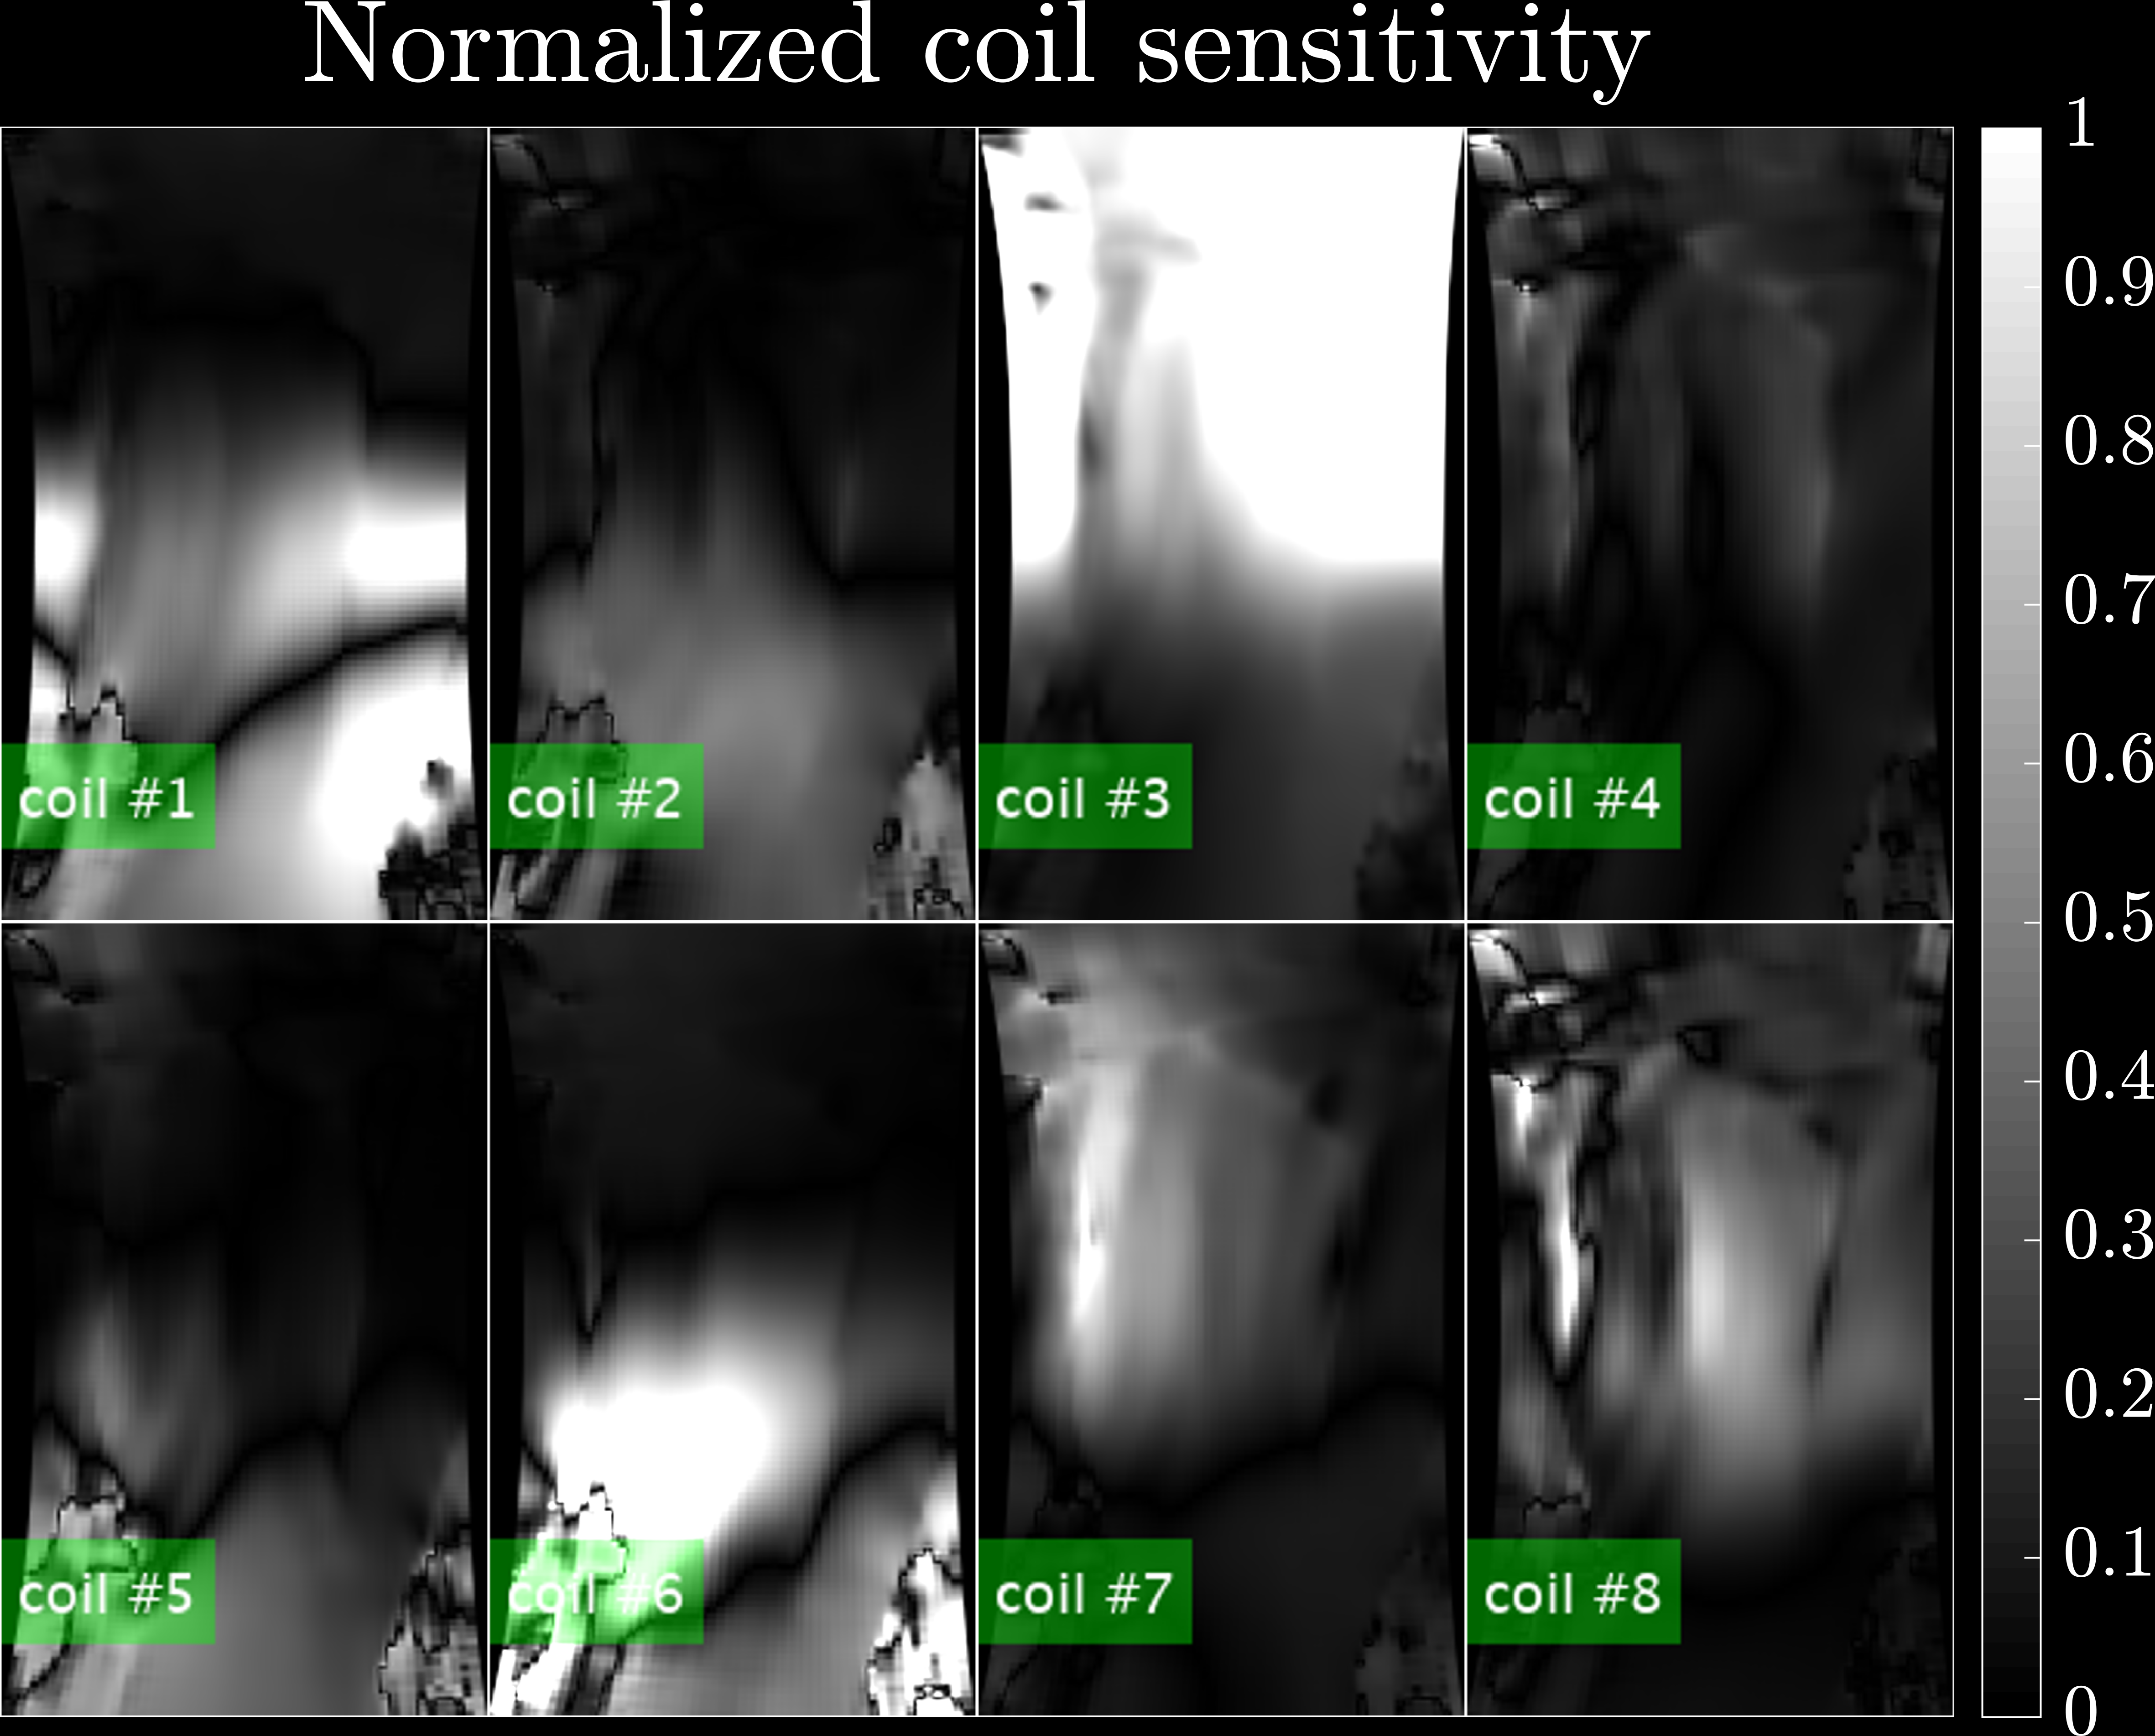 Normalized coil sensitivity
coil #1
coil #2
coil #3
coil #4
coil #5
coil #6
coil #7
coil #8
1
0.9
0.8
0.7
0.6
0.5
0.4
0.3
0.2
0.1
0